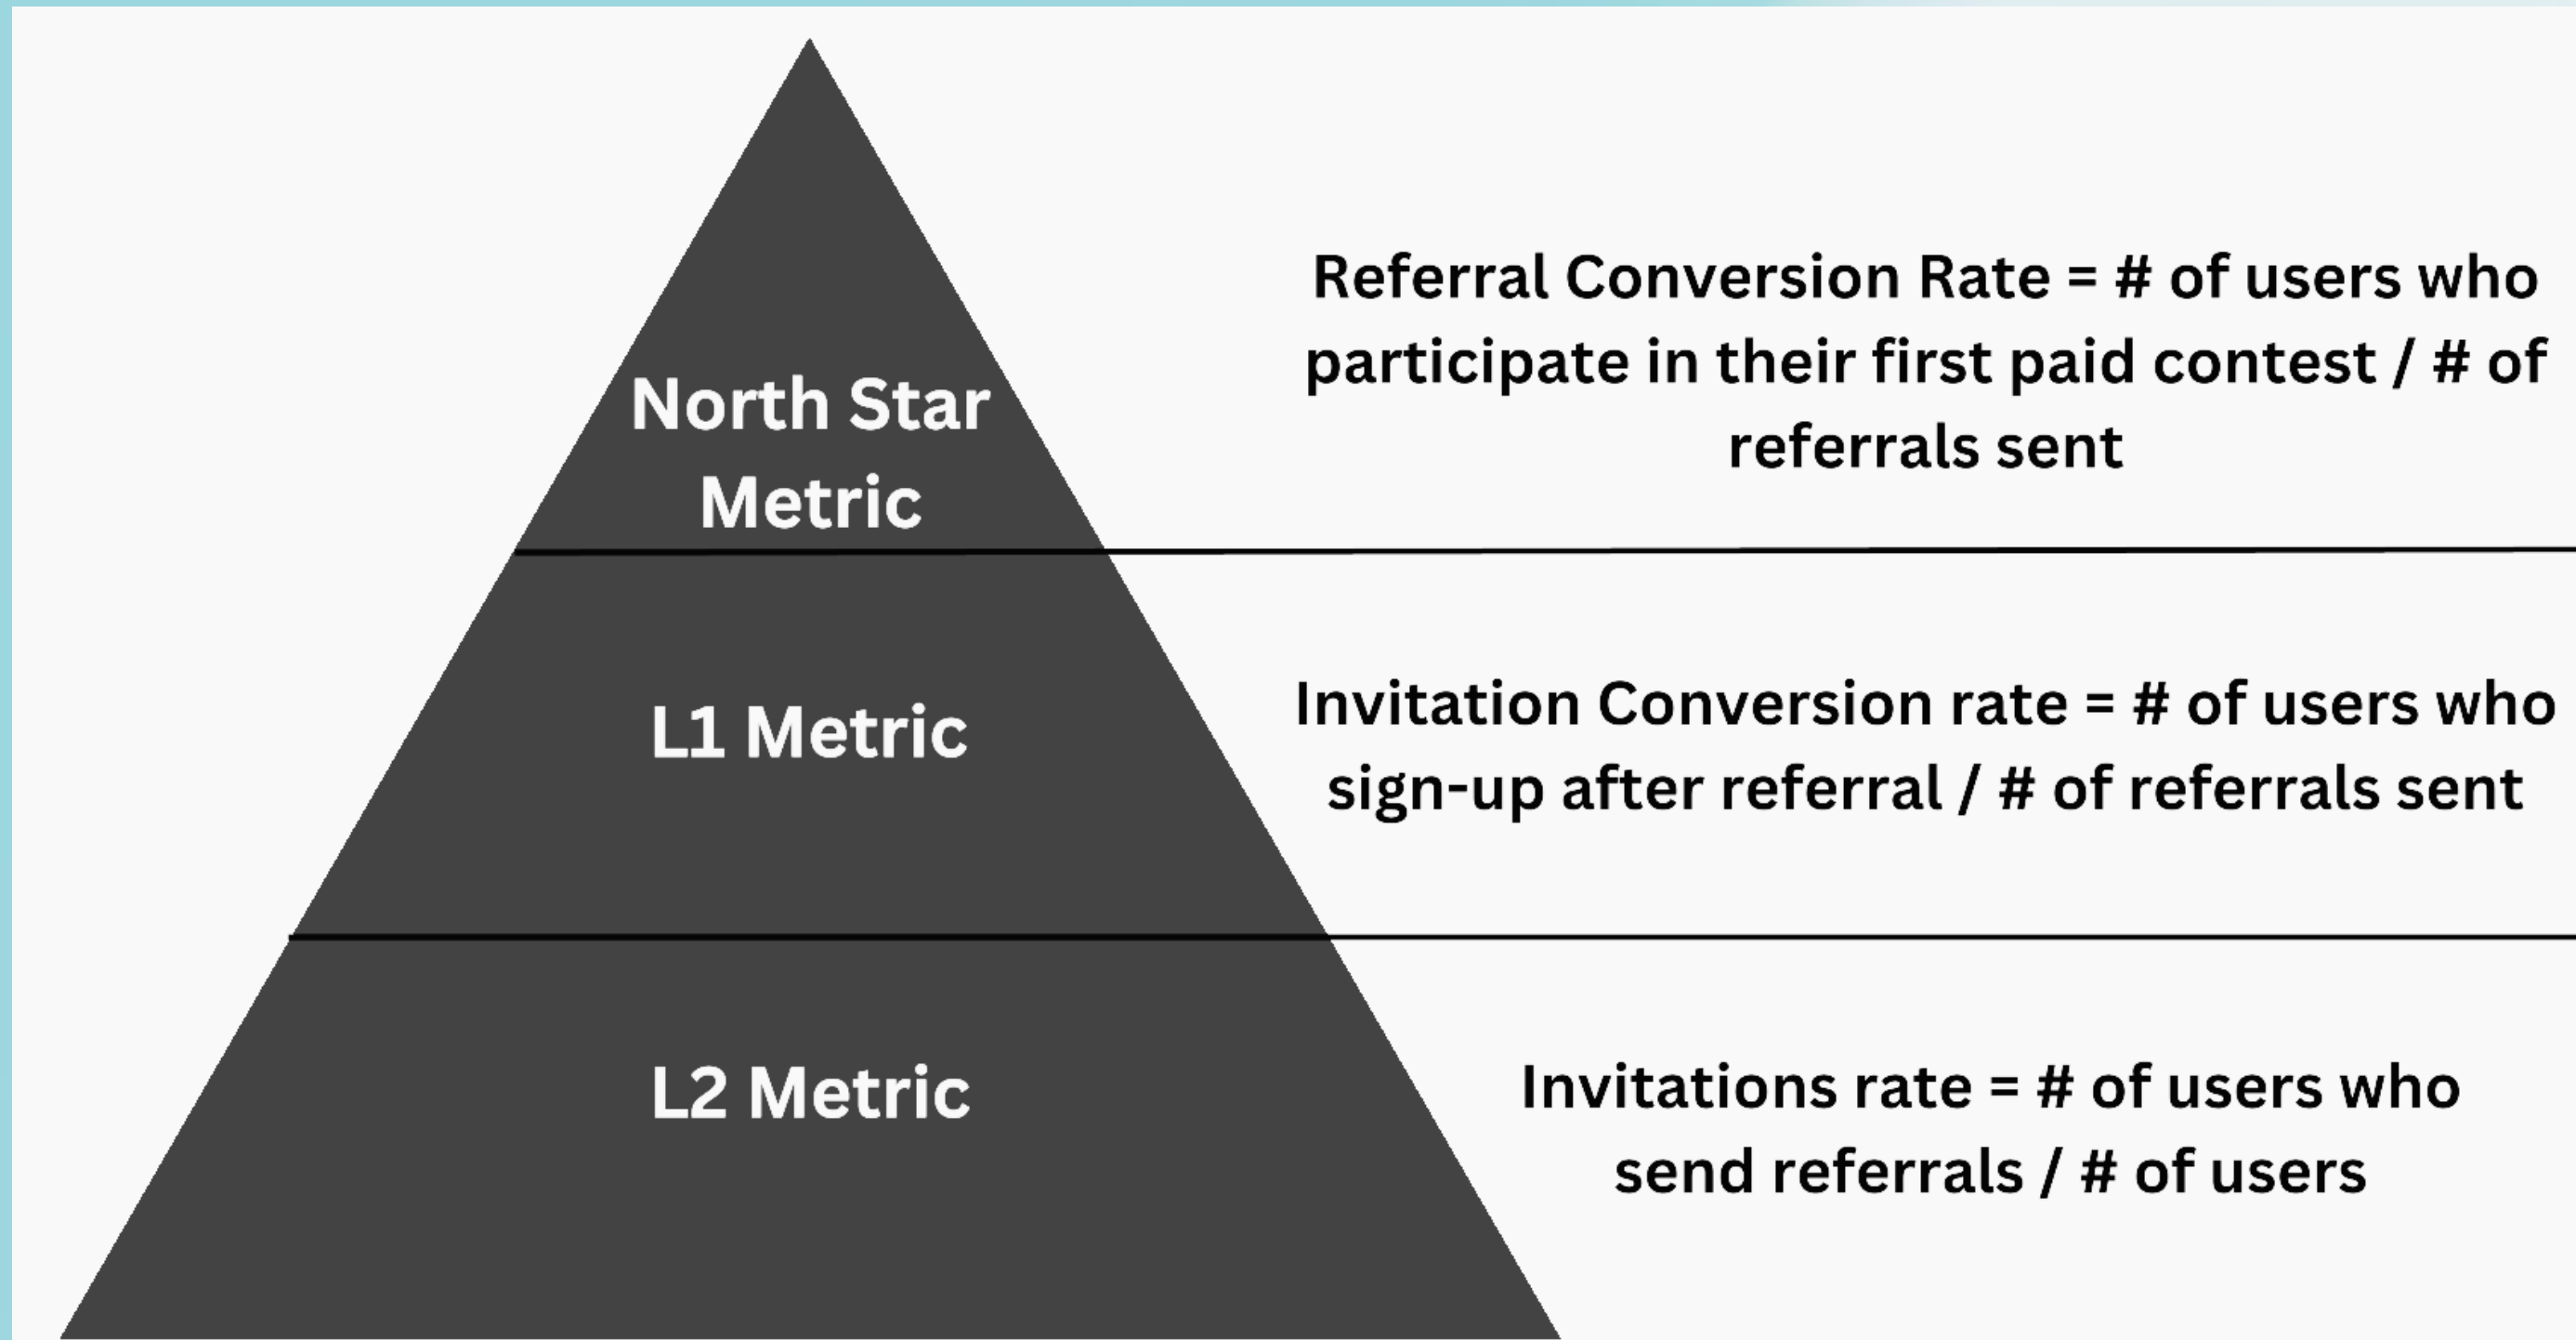 North Star
Metric
Referral Conversion Rate = # of users who
participate in their first paid contest / # of
referrals sent
L1 Metric
Invitation Conversion rate = # of users who
sign-up after referral / # of referrals sent
L2 Metric
Invitations rate = # of users who
send referrals / # of users